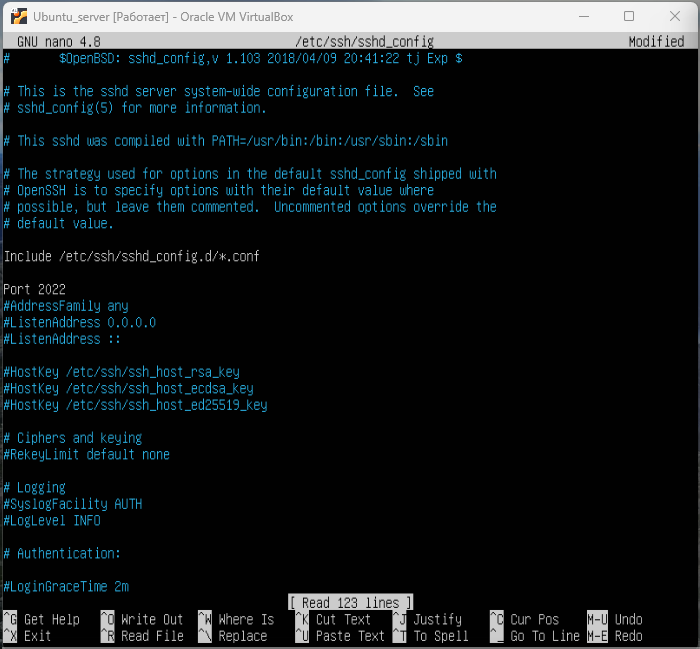 Ubuntu_server [Работает] - Oracle VM VirtualBox
GNU nano 4.8 /etc/ssh/sshd_config Modified
# $OpenBSD: sshd_config,v 1.103 2018/04/09 20:41:22 tj Exp $
# This is the sshd server system-wide configuration file. See
# sshd_config(5) for more information.
# This sshd was compiled with PATH=/usr/bin:/bin:/usr/sbin:/sbin
# The strategy used for options in the default sshd_config shipped with
# OpenSSH is to specify options with their default value where
# possible, but leave them commented. Uncommented options override the
# default value.
Include /etc/ssh/sshd_config.d/*.conf
Port 2022
#AddressFamily any
#ListenAddress 0.0.0.0
#ListenAddress ::
#HostKey /etc/ssh/ssh_host_rsa_key
#HostKey /etc/ssh/ssh_host_ecdsa_key
#HostKey /etc/ssh/ssh_host_ed25519_key
# Ciphers and keying
#RekeyLimit default none
# Logging
#SyslogFacility AUTH
#LogLevel INFO
# Authentication:
#LoginGraceTime 2m
[ Read 123 lines ]
^G Get Help ^O Write Out ^W Where Is ^K Cut Text ^J Justify ^C Cur Pos M-U Undo
^X Exit ^R Read File ^\ Replace ^U Paste Text ^T To Spell ^_ Go To Line M-E Redo